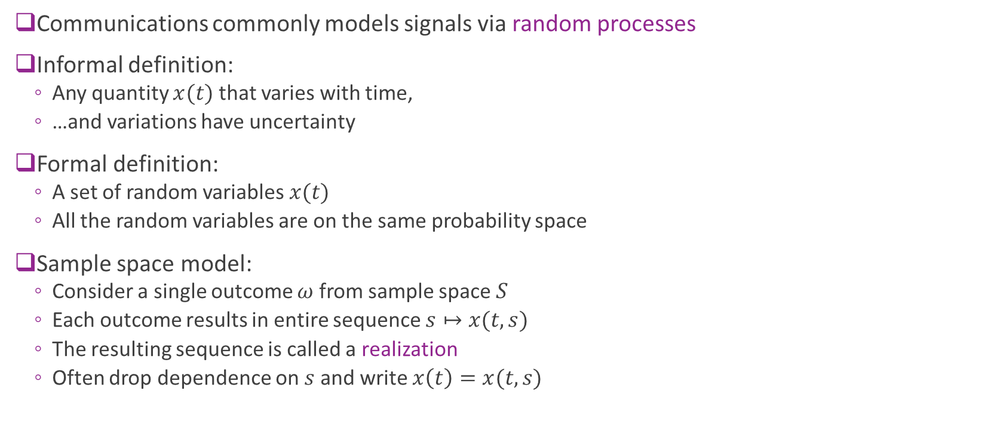 ❑Communications commonly models signals via random processes
❑Informal definition:
◦ Any quantity x(t) that varies with time,
◦ …and variations have uncertainty
❑Formal definition:
◦ A set of random variables x(t)
◦ All the random variables are on the same probability space
❑Sample space model:
◦ Consider a single outcome ω from sample space S
◦ Each outcome results in entire sequence s ↦ x(t, s)
◦ The resulting sequence is called a realization
◦ Often drop dependence on s and write x(t) = x(t, s)